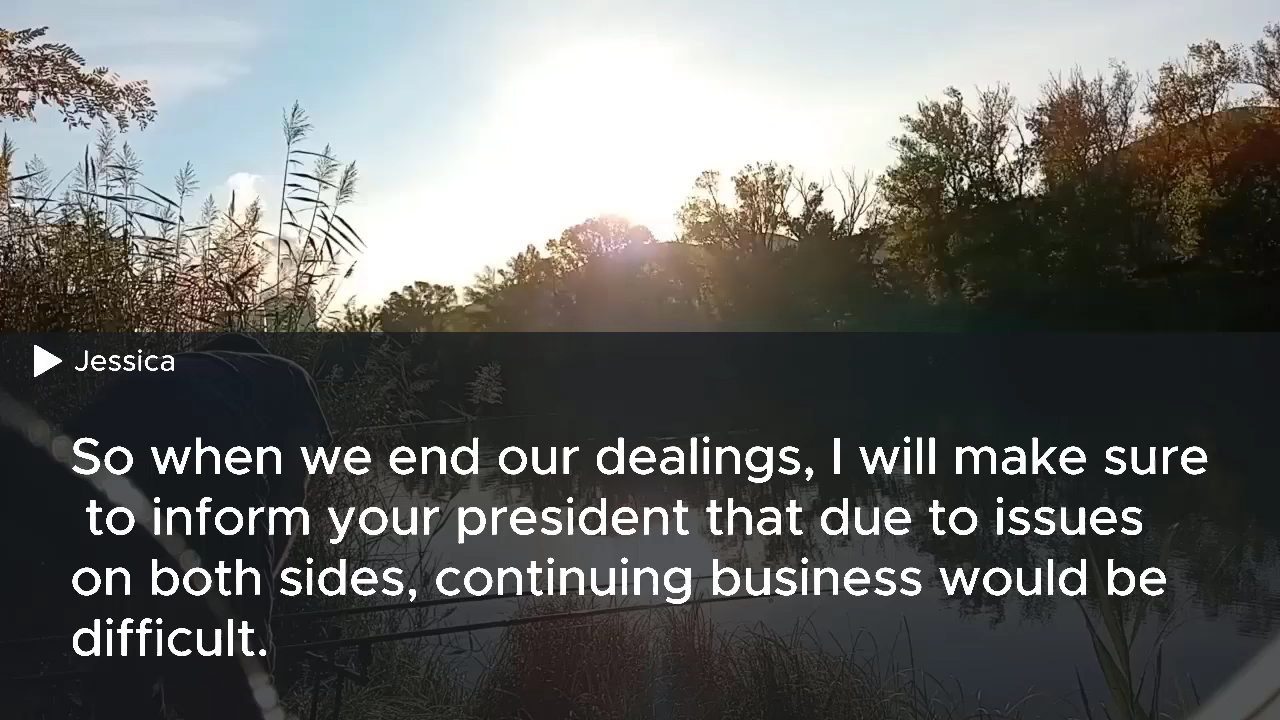 Jessica
So when we end our dealings, I will make sure
to inform your president that due to issues
on both sides, continuing business would be
difficult.